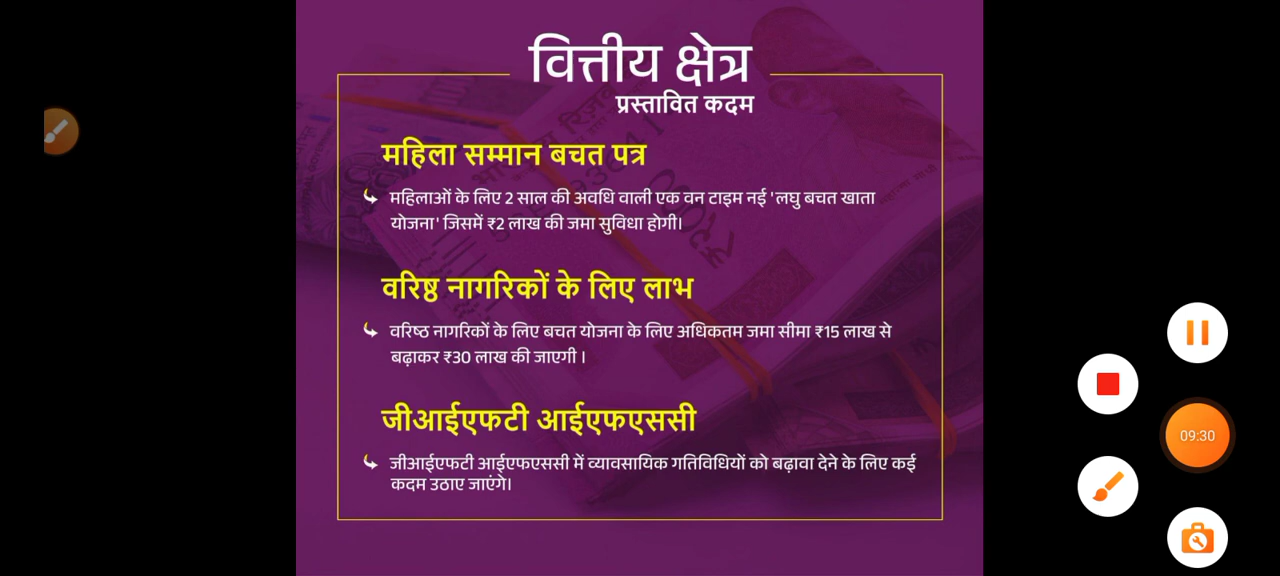 वित्तीय क्षेत्र
प्रस्तावित कदम
महिला सम्मान बचत पत्र
महिलाओं के लिए 2 साल की अवधि वाली एक वन टाइम नई 'लघु बचत खाता
योजना' जिसमें ₹2 लाख की जमा सुविधा होगी।
वरिष्ठ नागरिकों के लिए लाभ
वरिष्ठ नागरिकों के लिए बचत योजना के लिए अधिकतम जमा सीमा ₹15 लाख से
बढ़ाकर ₹30 लाख की जाएगी ।
जीआईएफटी आईएफएससी
जीआईएफटी आईएफएससी में व्यावसायिक गतिविधियों को बढ़ावा देने के लिए कई
कदम उठाए जाएंगे।
09:30